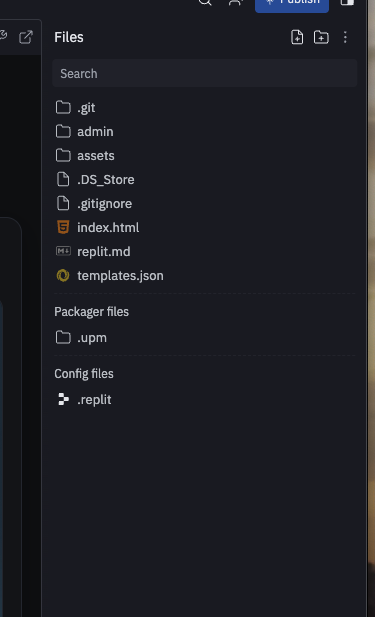 Publish
Files
Search
.git
admin
assets
.DS_Store
.gitignore
index.html
replit.md
templates.json
Packager files
.upm
Config files
.replit